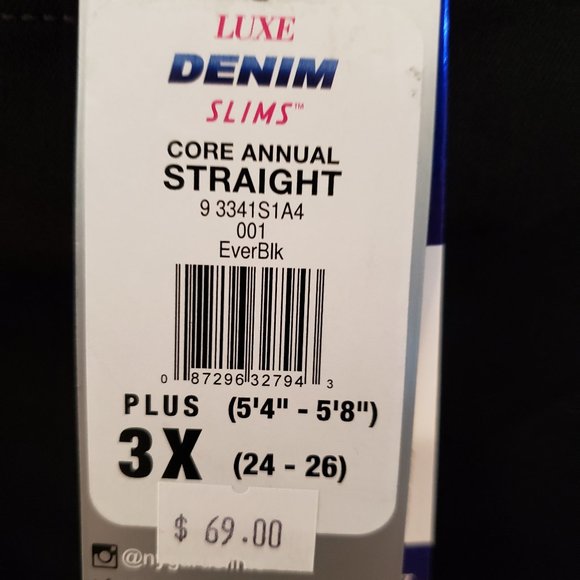 LUXE
DENIM
SLIMS™
CORE ANNUAL
STRAIGHT
9 3341S1A4
001
EverBlk
0 87296 32794 3
PLUS (5'4" - 5'8")
3X (24 - 26)
$ 69.00